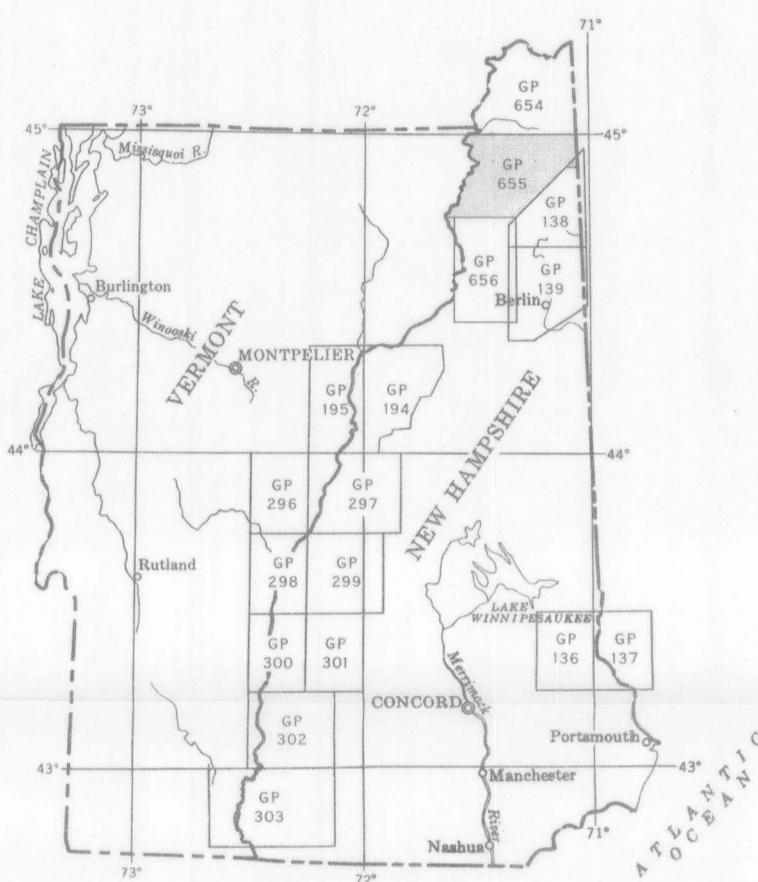 71°
GP
654
73°
72°
45°
45°
Missisquoi R.
GP
655
LAKE CHAMPLAIN
GP
138
GP
656
GP
139
Burlington
Berlin
Winooski
R.
VERMONT
MONTPELIER
GP
195
GP
194
NEW HAMPSHIRE
44°
44°
GP
296
GP
297
Rutland
GP
298
GP
299
LAKE
WINNIPESAUKEE
GP
300
GP
301
GP
136
GP
137
Merrimack
River
CONCORD
GP
302
Portsmouth
43°
43°
Manchester
GP
303
71°
ATLANTIC
OCEAN
Nashua
73°
72°